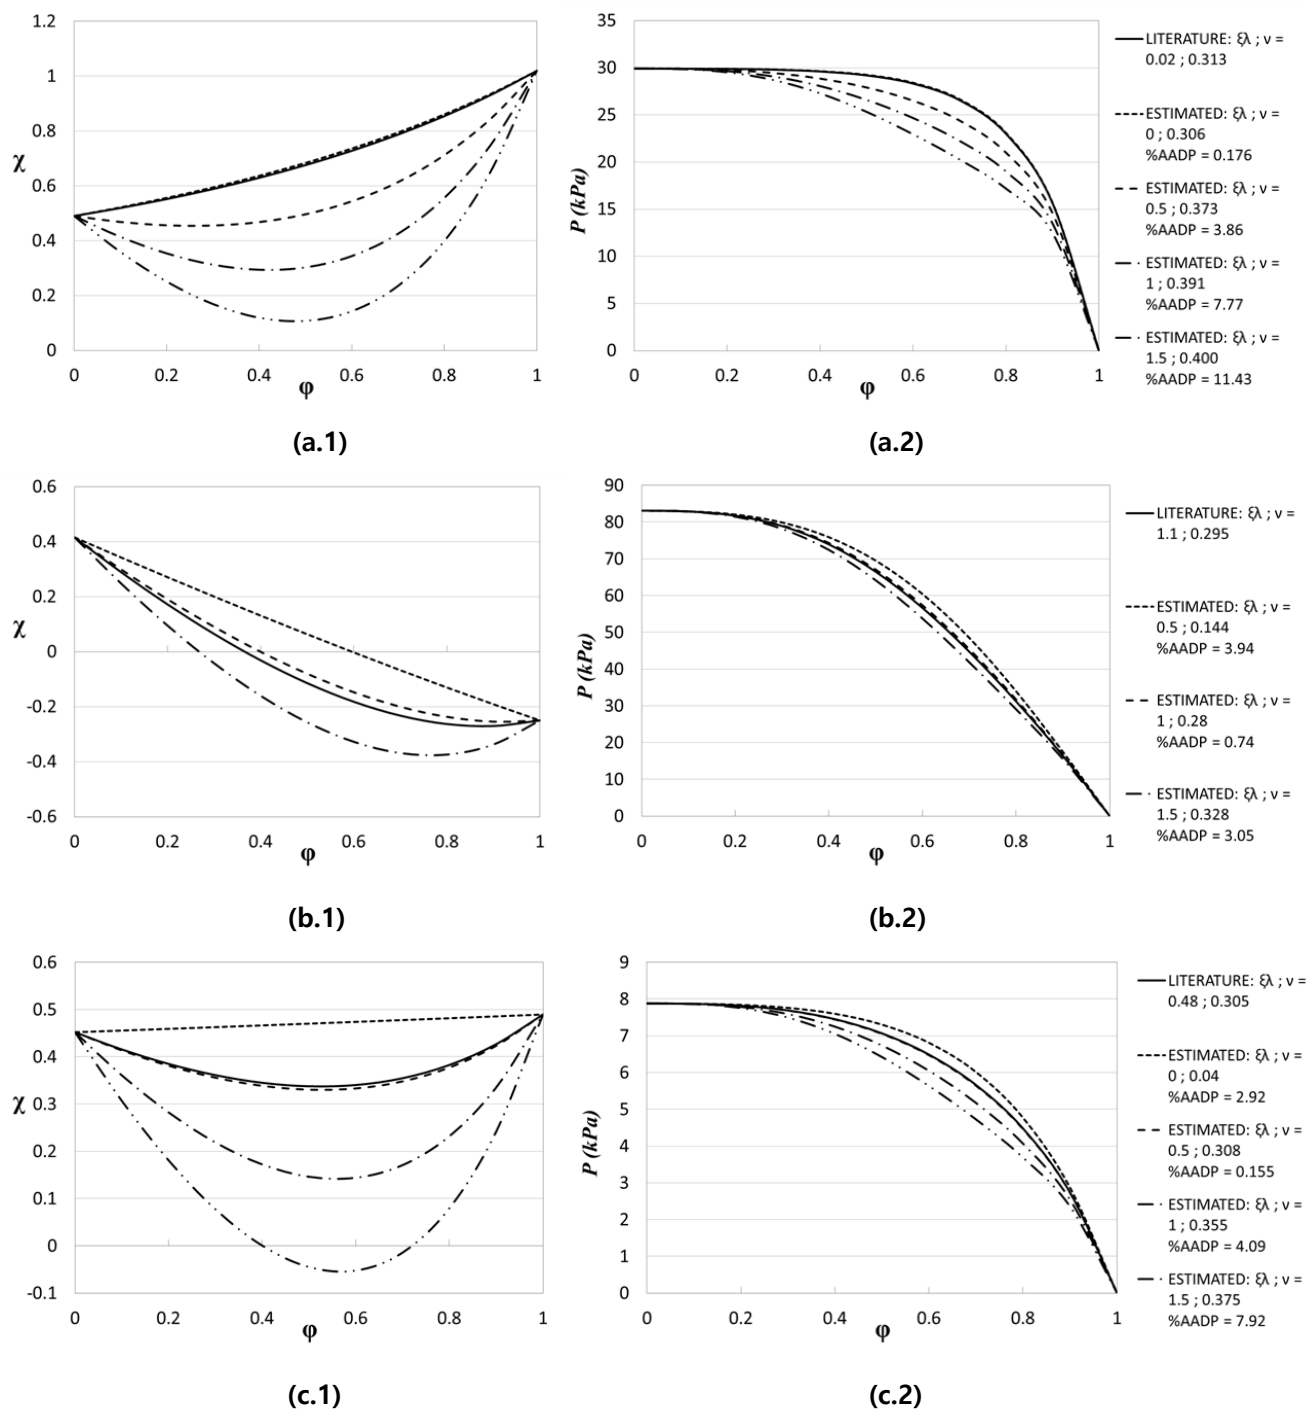 1.2
1
0.8
0.6
0.4
0.2
0
χ
0 0.2 0.4 0.6 0.8 1
φ
(a.1)
35
30
25
20
15
10
5
0
P (kPa)
0 0.2 0.4 0.6 0.8 1
φ
(a.2)
LITERATURE: ξλ ; ν =
0.02 ; 0.313
ESTIMATED: ξλ ; ν =
0 ; 0.306
%AADP = 0.176
ESTIMATED: ξλ ; ν =
0.5 ; 0.373
%AADP = 3.86
ESTIMATED: ξλ ; ν =
1 ; 0.391
%AADP = 7.77
ESTIMATED: ξλ ; ν =
1.5 ; 0.400
%AADP = 11.43
0.6
0.4
0.2
0
-0.2
-0.4
-0.6
χ
0 0.2 0.4 0.6 0.8 1
φ
(b.1)
90
80
70
60
50
40
30
20
10
0
P (kPa)
0 0.2 0.4 0.6 0.8 1
φ
(b.2)
LITERATURE: ξλ ; ν =
1.1 ; 0.295
ESTIMATED: ξλ ; ν =
0.5 ; 0.144
%AADP = 3.94
ESTIMATED: ξλ ; ν =
1 ; 0.28
%AADP = 0.74
ESTIMATED: ξλ ; ν =
1.5 ; 0.328
%AADP = 3.05
0.6
0.5
0.4
0.3
0.2
0.1
0
-0.1
χ
0 0.2 0.4 0.6 0.8 1
φ
(c.1)
9
8
7
6
5
4
3
2
1
0
P (kPa)
0 0.2 0.4 0.6 0.8 1
φ
(c.2)
LITERATURE: ξλ ; ν =
0.48 ; 0.305
ESTIMATED: ξλ ; ν =
0 ; 0.04
%AADP = 2.92
ESTIMATED: ξλ ; ν =
0.5 ; 0.308
%AADP = 0.155
ESTIMATED: ξλ ; ν =
1 ; 0.355
%AADP = 4.09
ESTIMATED: ξλ ; ν =
1.5 ; 0.375
%AADP = 7.92